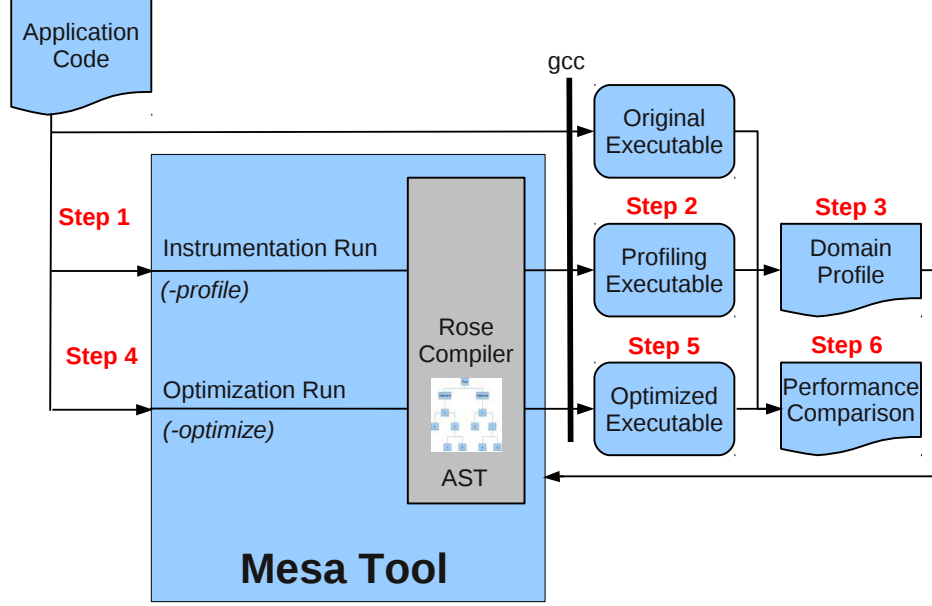 Application
Code
gcc
Original
Executable
Step 1
Step 2
Step 3
Instrumentation Run
(-profile)
Profiling
Executable
Domain
Profile
Rose
Compiler
Step 4
Step 5
Step 6
Optimization Run
(-optimize)
Optimized
Executable
Performance
Comparison
AST
Mesa Tool